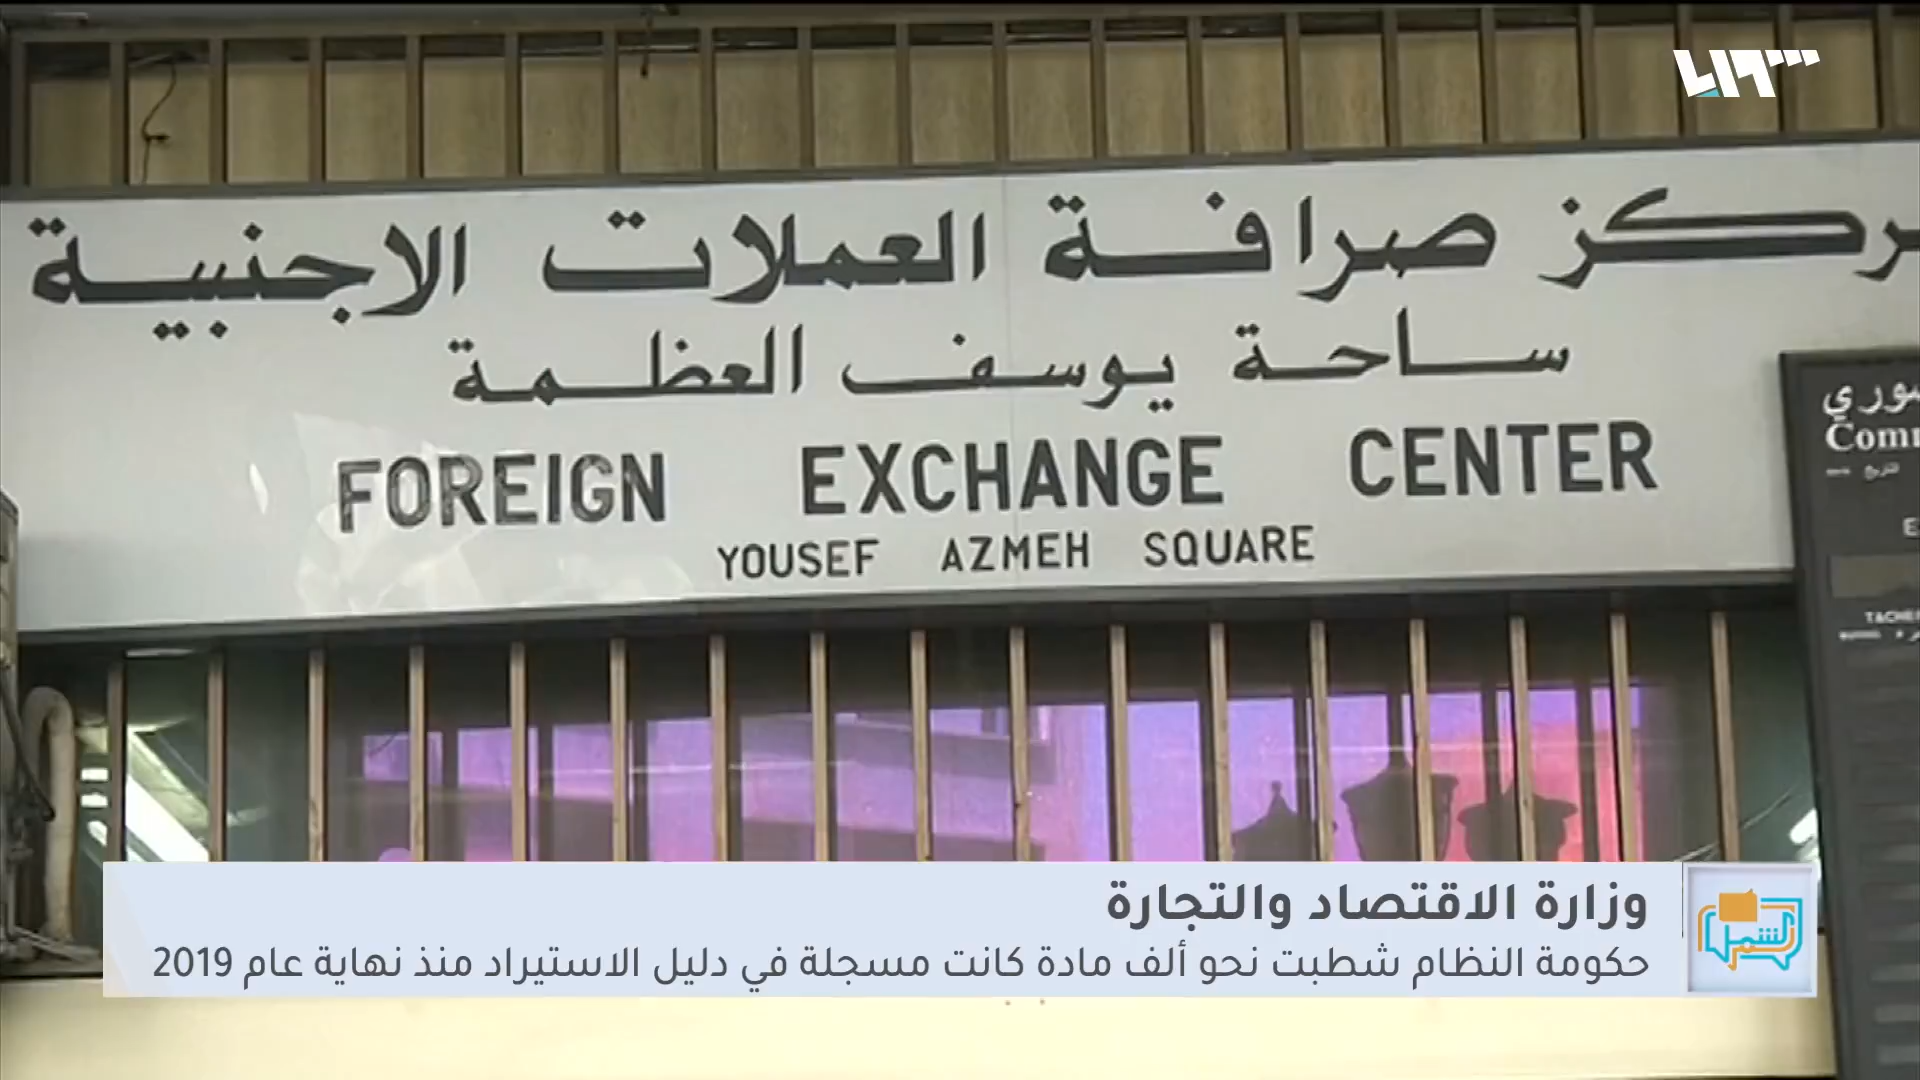 صرافة العملات الاجنبية
ساحة يوسف العظمة
FOREIGN EXCHANGE CENTER
YOUSEF AZMEH SQUARE
وزارة الاقتصاد والتجارة
حكومة النظام شطبت نحو ألف مادة كانت مسجلة في دليل الاستيراد منذ نهاية عام 2019